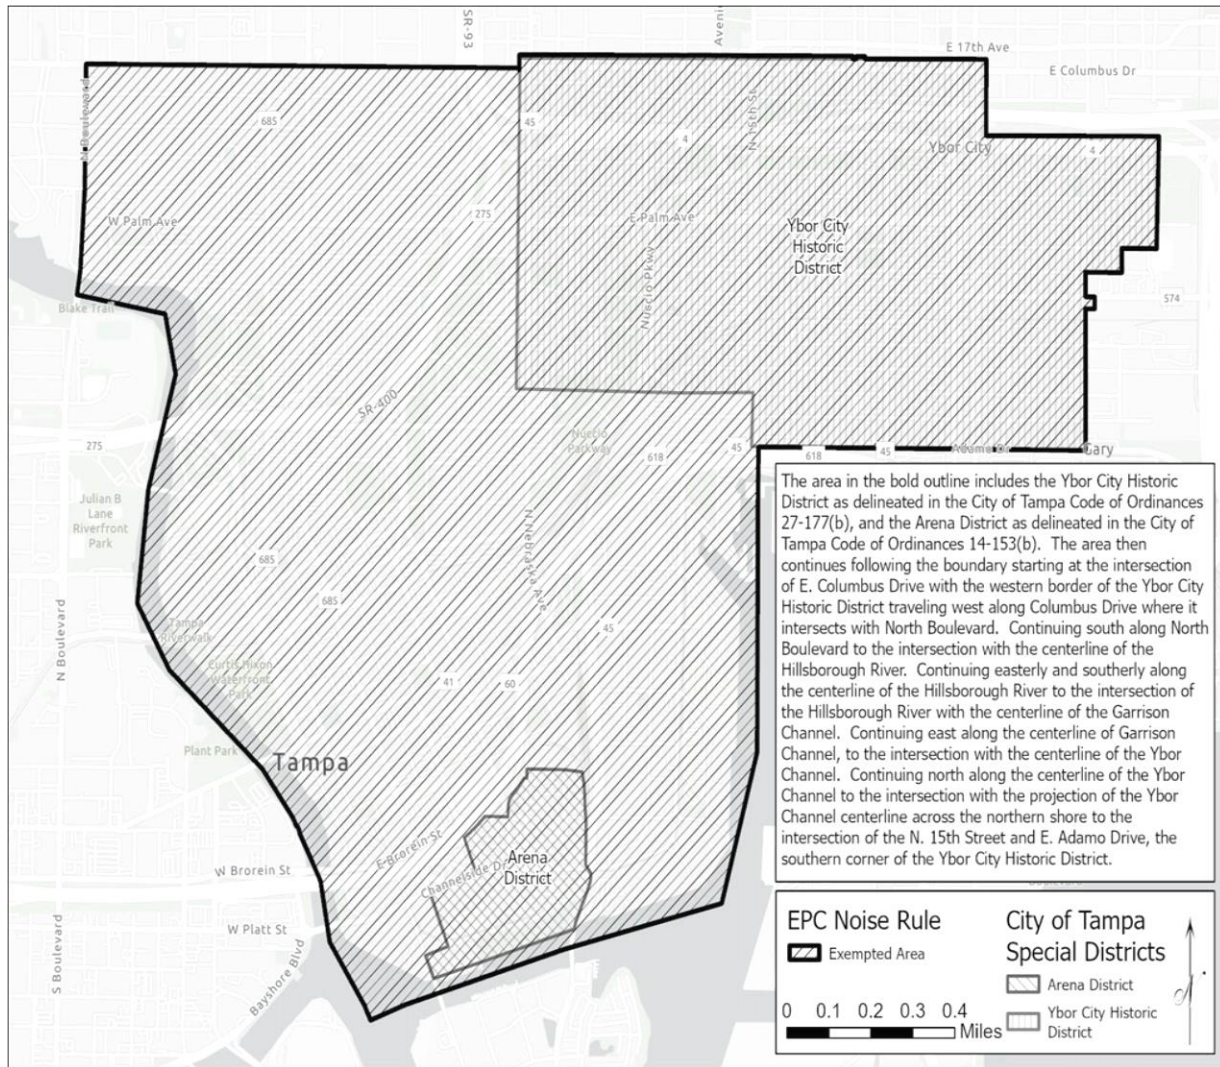 SR-93
Aveni
E 17th Ave
E Columbus Dr
N Boulevard
685
45
4
N 15th St
Ybor City
4
W Palm Ave
275
E Palm Ave
Ybor City
Historic
District
Nuccio Pkwy
Blake Trail
574
SR-400
275
Nuccio
Parkway
618
45
618
45
Adamo Dr
Gary
Julian B
Lane
Riverfront
Park
N Nebraska Ave
685
685
45
N Boulevard
Tampa
Riverwalk
Curtis Hixon
Waterfront
Park
41
60
Plant Park
Tampa
E Brorein St
Channelside Dr
Arena
District
W Brorein St
W Platt St
S Boulevard
Bayshore Blvd
The area in the bold outline includes the Ybor City Historic
District as delineated in the City of Tampa Code of Ordinances
27-177(b), and the Arena District as delineated in the City of
Tampa Code of Ordinances 14-153(b). The area then
continues following the boundary starting at the intersection
of E. Columbus Drive with the western border of the Ybor City
Historic District traveling west along Columbus Drive where it
intersects with North Boulevard. Continuing south along North
Boulevard to the intersection with the centerline of the
Hillsborough River. Continuing easterly and southerly along
the centerline of the Hillsborough River to the intersection of
the Hillsborough River with the centerline of the Garrison
Channel. Continuing east along the centerline of Garrison
Channel, to the intersection with the centerline of the Ybor
Channel. Continuing north along the centerline of the Ybor
Channel to the intersection with the projection of the Ybor
Channel centerline across the northern shore to the
intersection of the N. 15th Street and E. Adamo Drive, the
southern corner of the Ybor City Historic District.
EPC Noise Rule
Exempted Area
0 0.1 0.2 0.3 0.4
Miles
City of Tampa
Special Districts
Arena District
Ybor City Historic
District